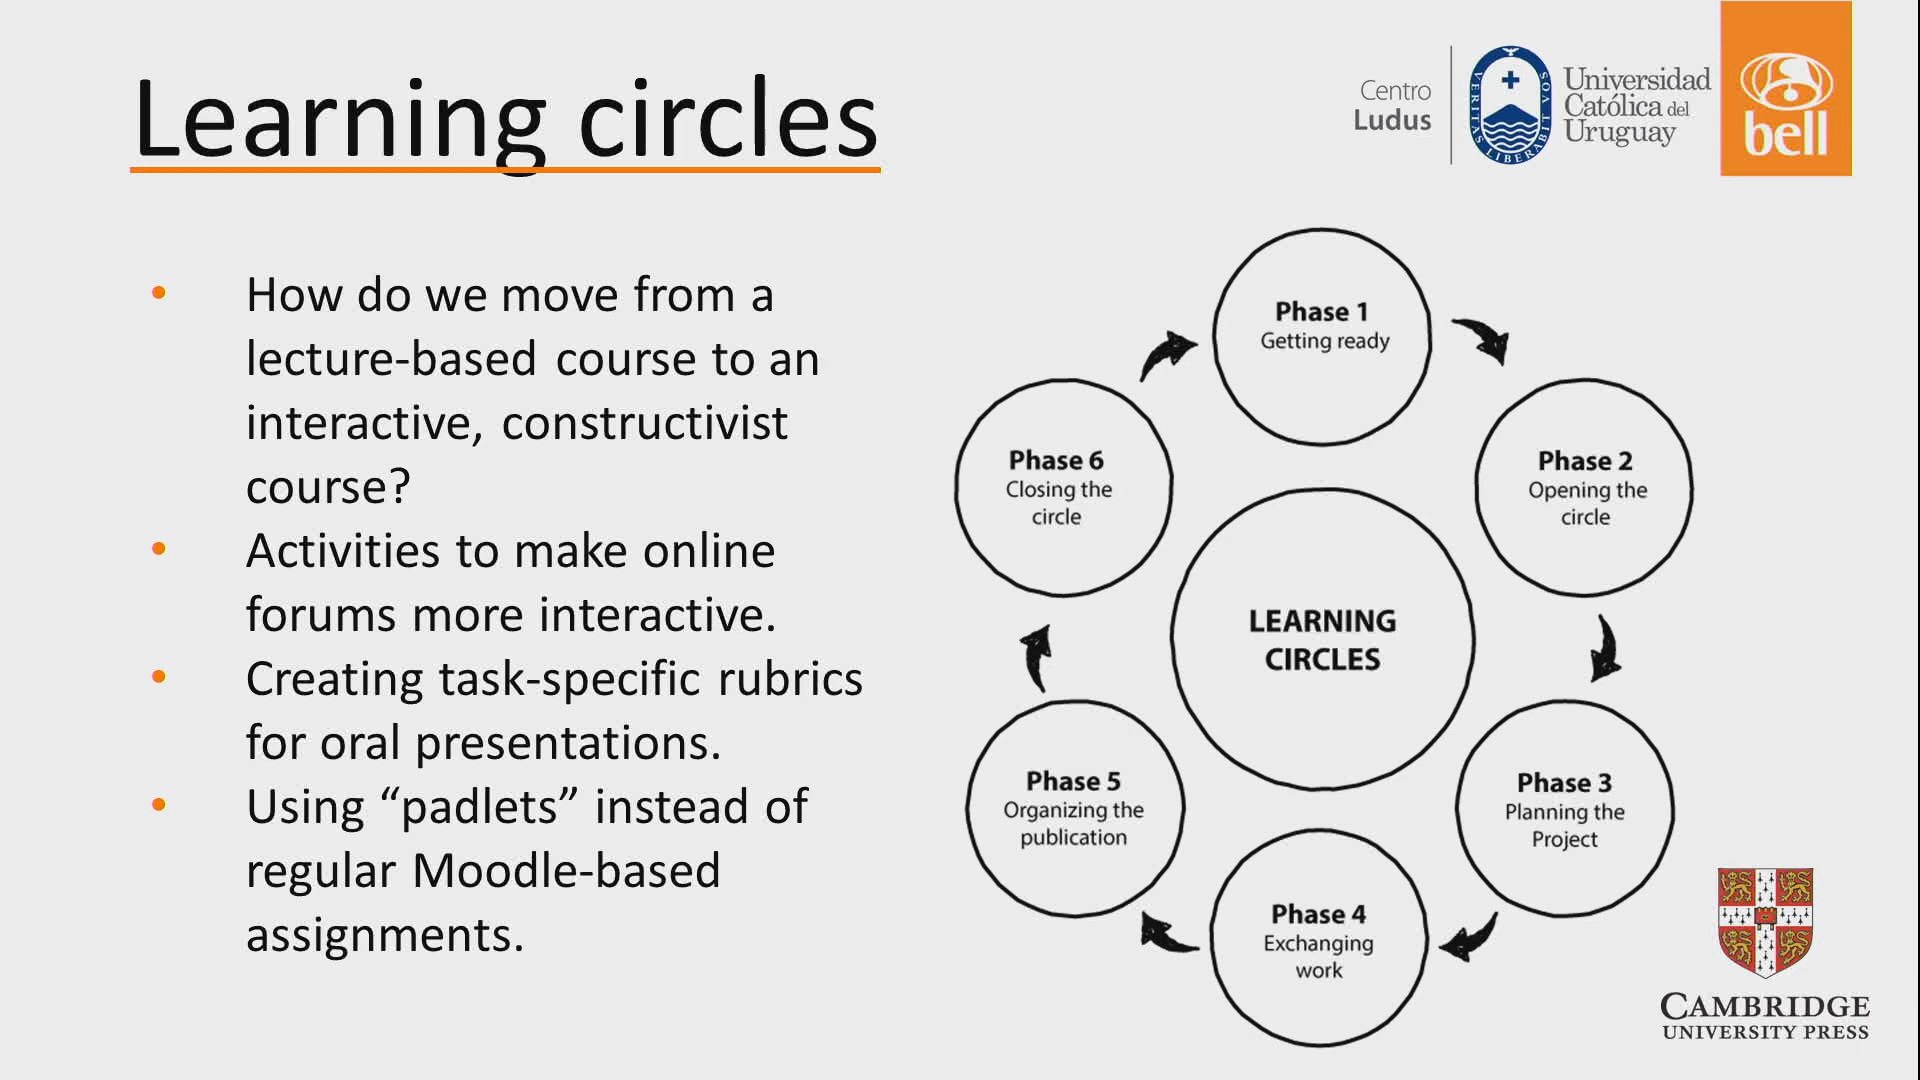 Learning circles
Centro
Ludus
VERITAS LIBERABIT VOS
Universidad
Católica del
Uruguay
bell
• How do we move from a
lecture-based course to an
interactive, constructivist
course?
• Activities to make online
forums more interactive.
• Creating task-specific rubrics
for oral presentations.
• Using “padlets” instead of
regular Moodle-based
assignments.
Phase 1
Getting ready
Phase 2
Opening the
circle
Phase 3
Planning the
Project
Phase 4
Exchanging
work
Phase 5
Organizing the
publication
Phase 6
Closing the
circle
LEARNING
CIRCLES
CAMBRIDGE
UNIVERSITY PRESS